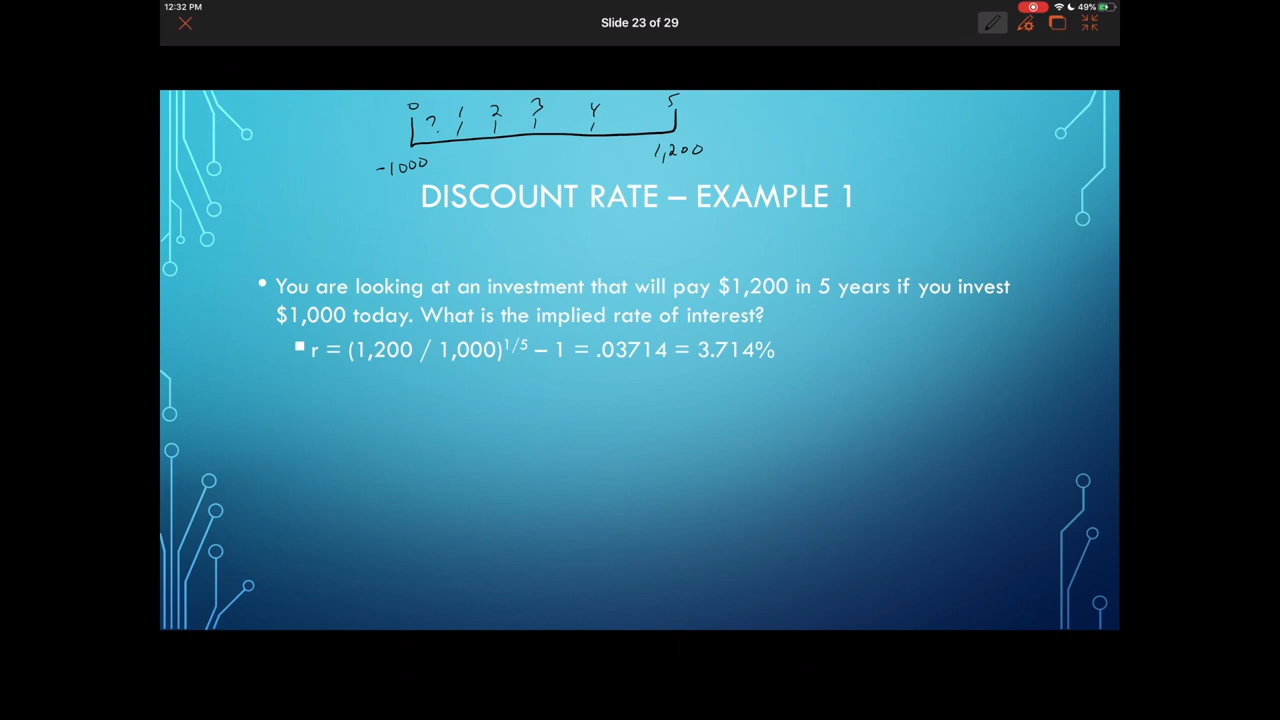 12:32 PM
49%
Slide 23 of 29
0 ? 1 2 3 4 5
-1000 1,200
DISCOUNT RATE – EXAMPLE 1
• You are looking at an investment that will pay $1,200 in 5 years if you invest
$1,000 today. What is the implied rate of interest?
▪ r = (1,200 / 1,000)^1/5 – 1 = .03714 = 3.714%